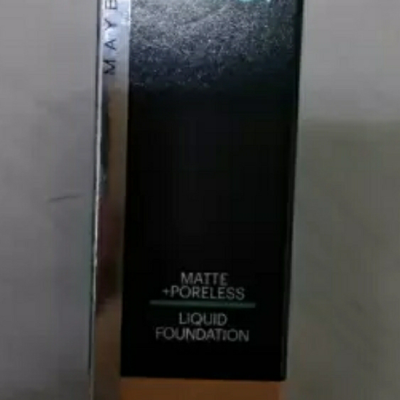 MAYB
MATTE
+PORELESS
LIQUID
FOUNDATION